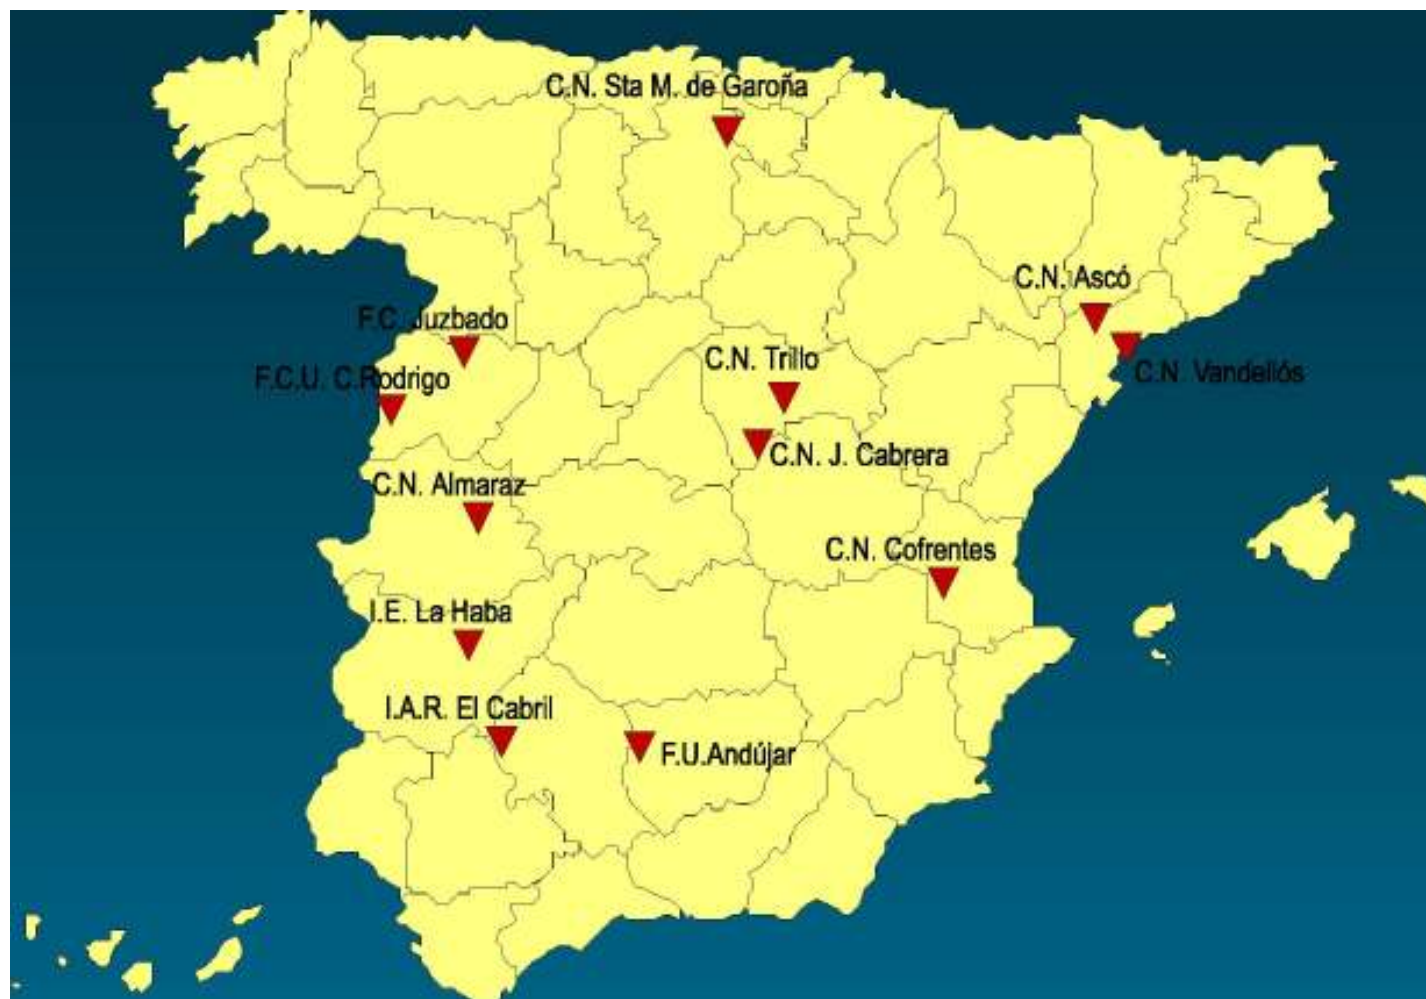 C.N. Sta M. de Garoña
C.N. Ascó
F.C. Juzbado
C.N. Trillo
C.N. Vandellós
F.C.U. C.Rodrigo
C.N. J. Cabrera
C.N. Almaraz
C.N. Cofrentes
I.E. La Haba
I.A.R. El Cabril
F.U.Andújar